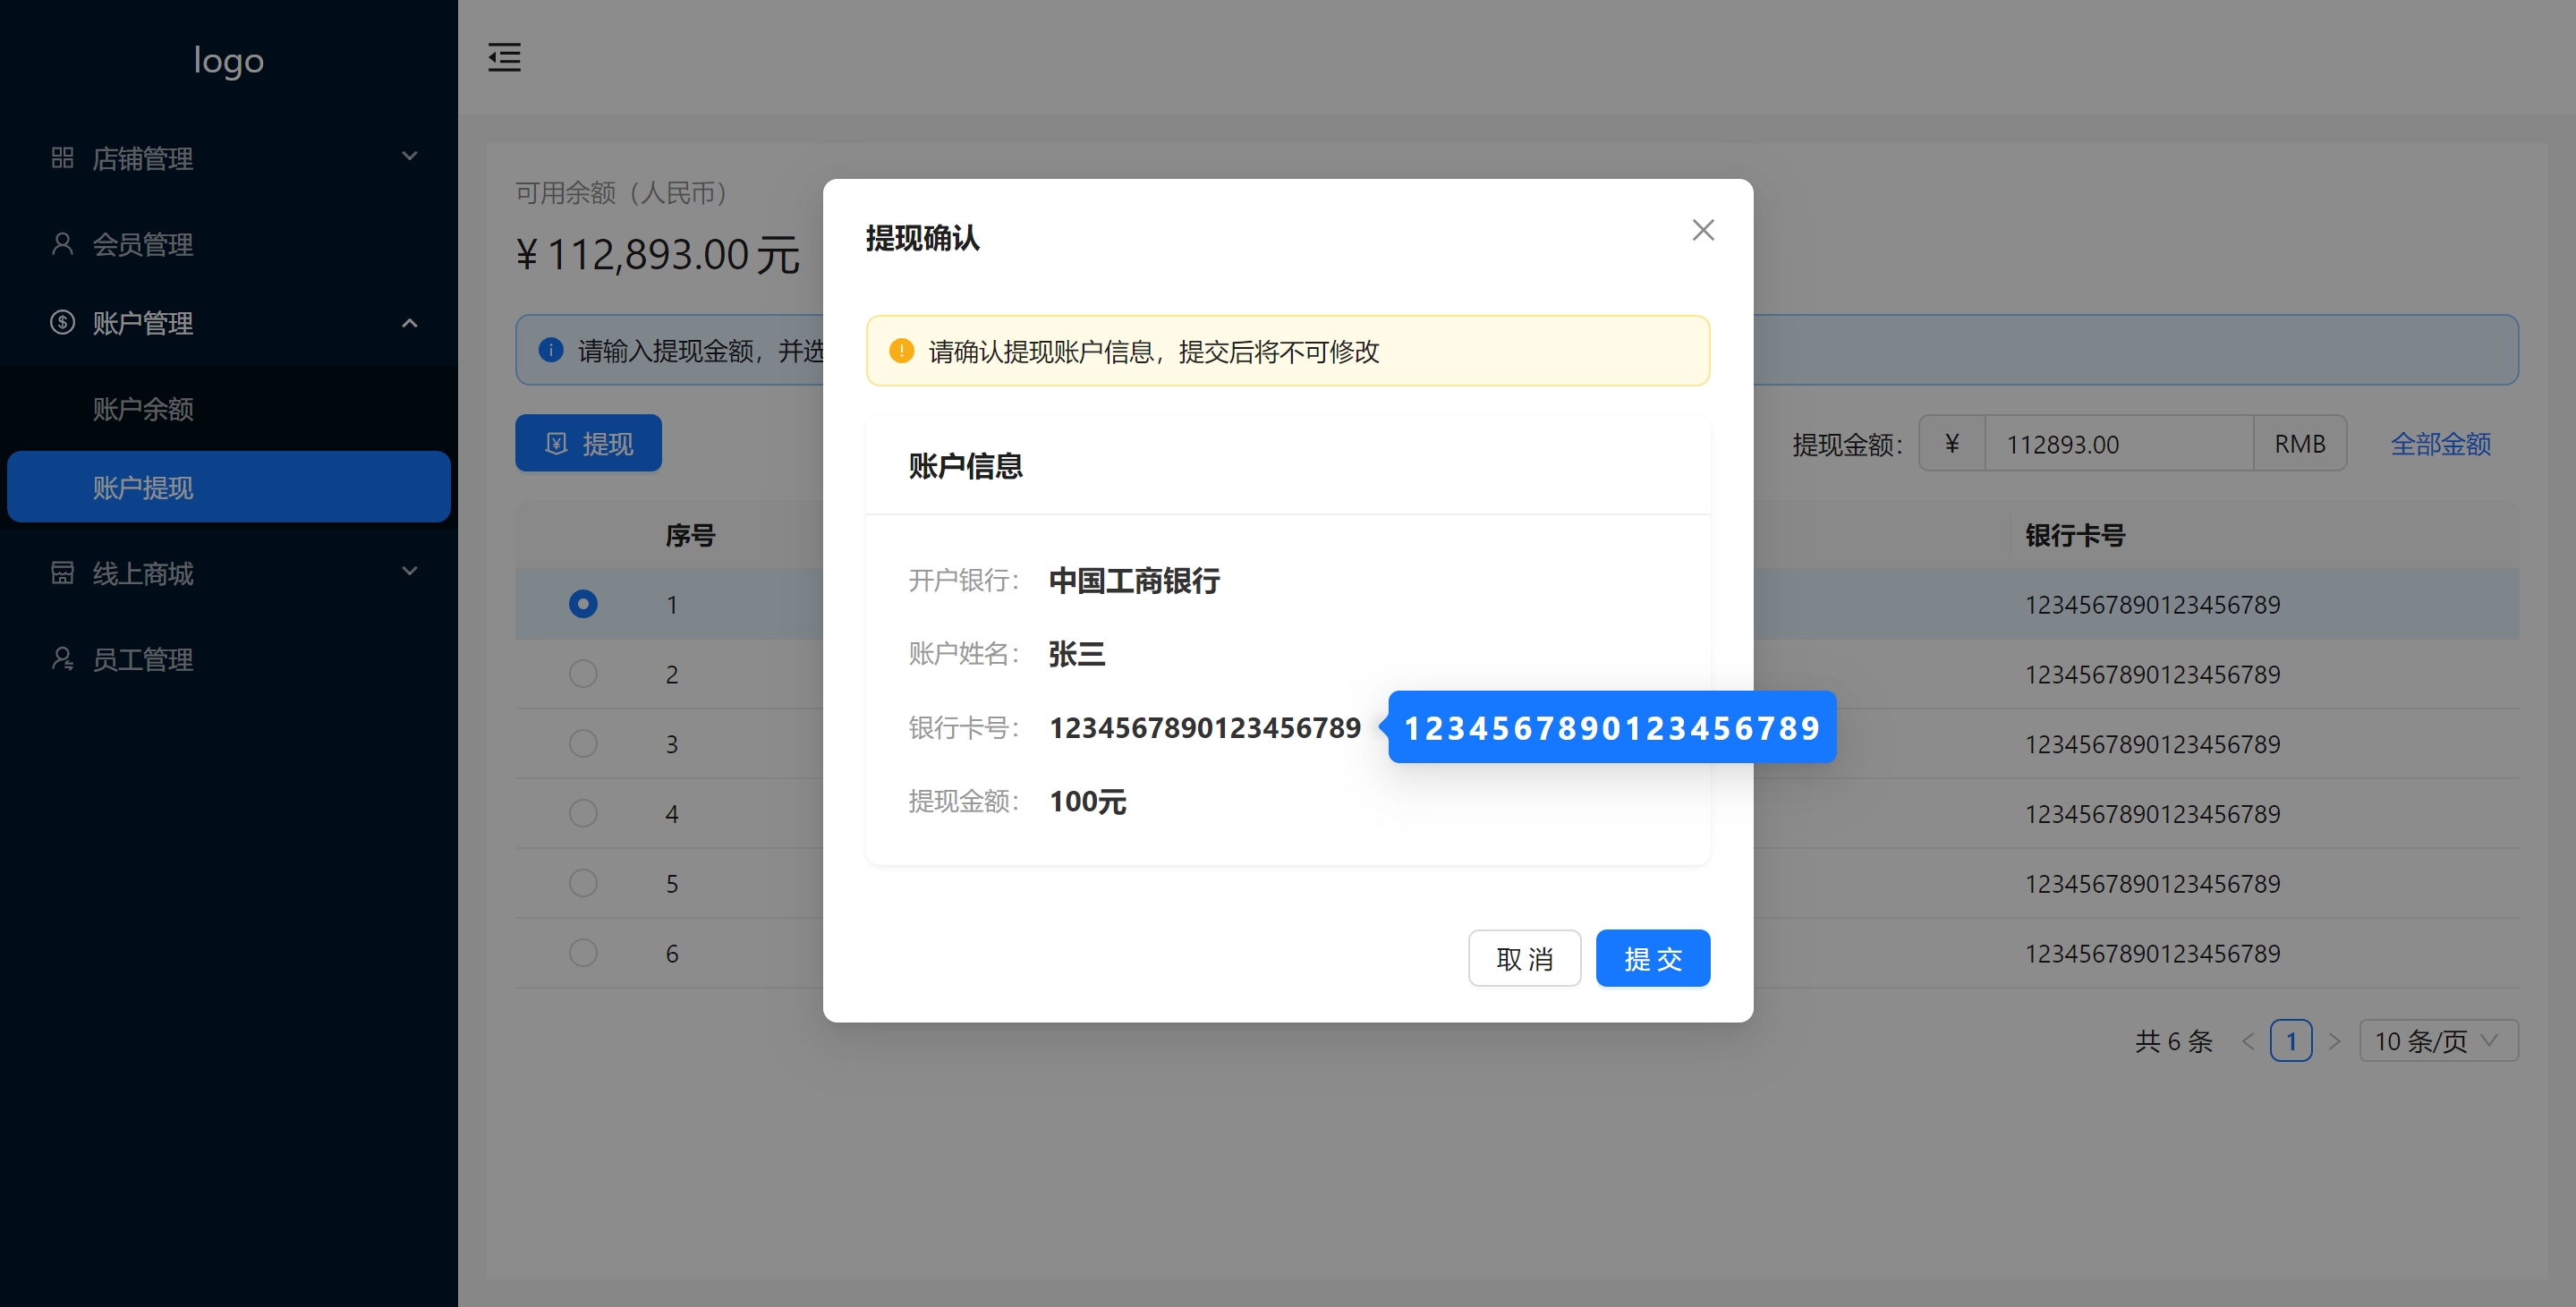 logo
店铺管理
会员管理
账户管理
账户余额
账户提现
线上商城
员工管理
可用余额（人民币）
¥ 112,893.00 元
请输入提现金额，并选
提现
提现金额：
¥
112893.00
RMB
全部金额
序号
银行卡号
1
1234567890123456789
2
1234567890123456789
3
1234567890123456789
4
1234567890123456789
5
1234567890123456789
6
1234567890123456789
共 6 条
1
10 条/页
提现确认
请确认提现账户信息，提交后将不可修改
账户信息
开户银行： 中国工商银行
账户姓名： 张三
银行卡号： 1234567890123456789
1234567890123456789
提现金额： 100元
取 消
提 交